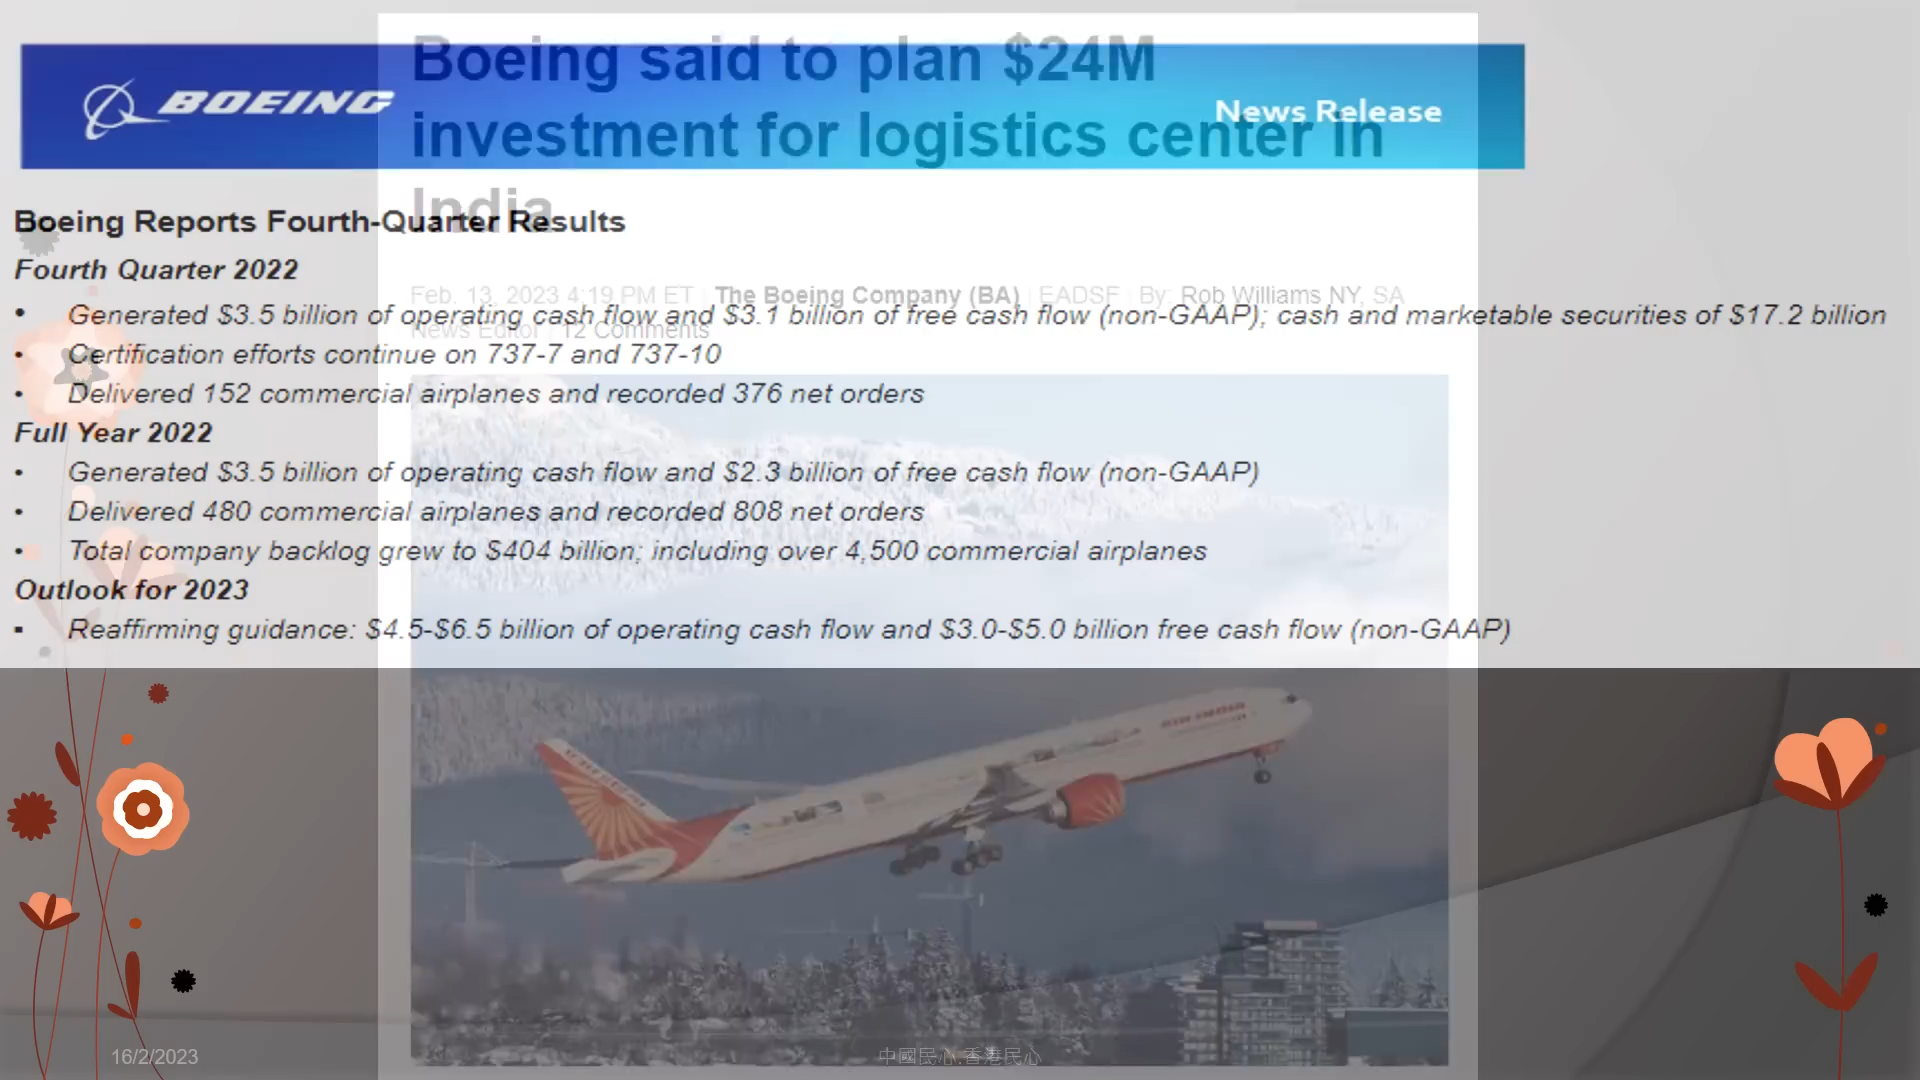 BOEING
News Release
Boeing said to plan $24M
investment for logistics center in
India
Feb. 13, 2023 4:19 PM ET | The Boeing Company (BA) | EADSF | By: Rob Williams NY, SA
News Editor | 12 Comments
Boeing Reports Fourth-Quarter Results
Fourth Quarter 2022
• Generated $3.5 billion of operating cash flow and $3.1 billion of free cash flow (non-GAAP); cash and marketable securities of $17.2 billion
• Certification efforts continue on 737-7 and 737-10
• Delivered 152 commercial airplanes and recorded 376 net orders
Full Year 2022
• Generated $3.5 billion of operating cash flow and $2.3 billion of free cash flow (non-GAAP)
• Delivered 480 commercial airplanes and recorded 808 net orders
• Total company backlog grew to $404 billion; including over 4,500 commercial airplanes
Outlook for 2023
▪ Reaffirming guidance: $4.5-$6.5 billion of operating cash flow and $3.0-$5.0 billion free cash flow (non-GAAP)
AIR INDIA
16/2/2023
中國民心.香港民心